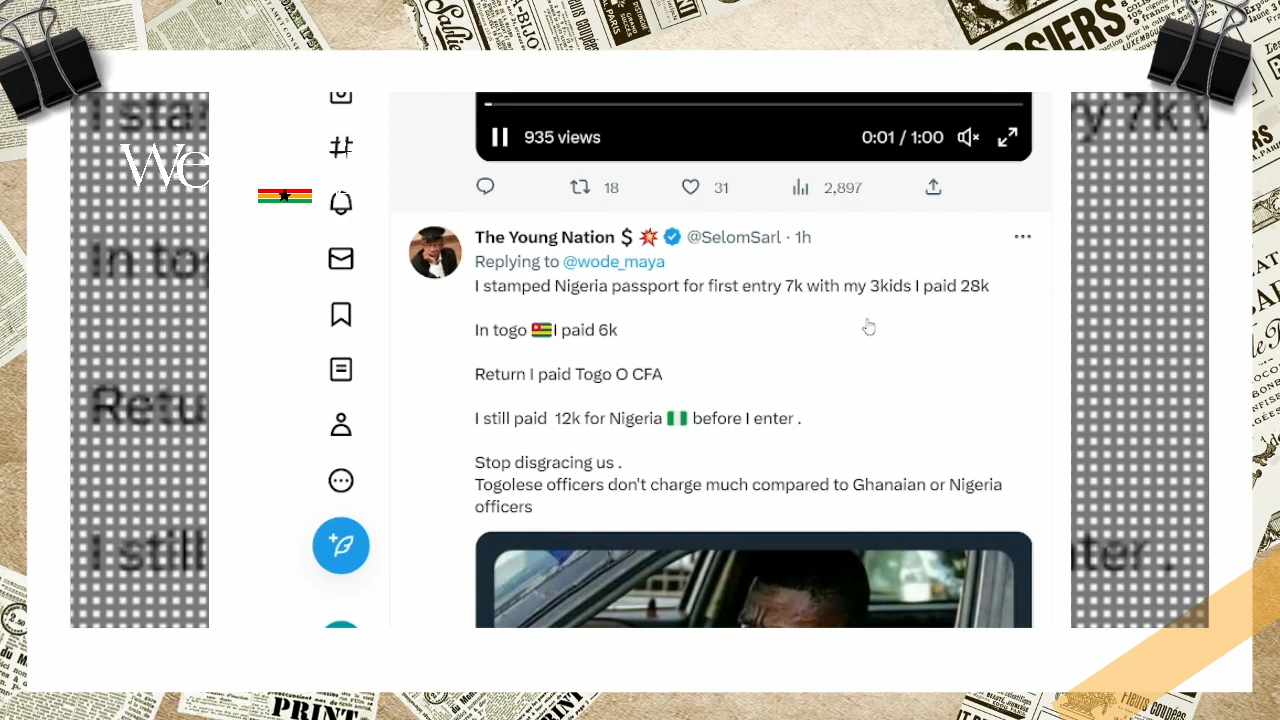 We
935 views
0:01 / 1:00
18
31
2,897
The Young Nation $ 💥 @SelomSarl · 1h
Replying to @wode_maya
I stamped Nigeria passport for first entry 7k with my 3kids I paid 28k
In togo 🇹🇬I paid 6k
Return I paid Togo O CFA
I still paid 12k for Nigeria 🇳🇬 before I enter .
Stop disgracing us .
Togolese officers don't charge much compared to Ghanaian or Nigeria
officers
PRINT